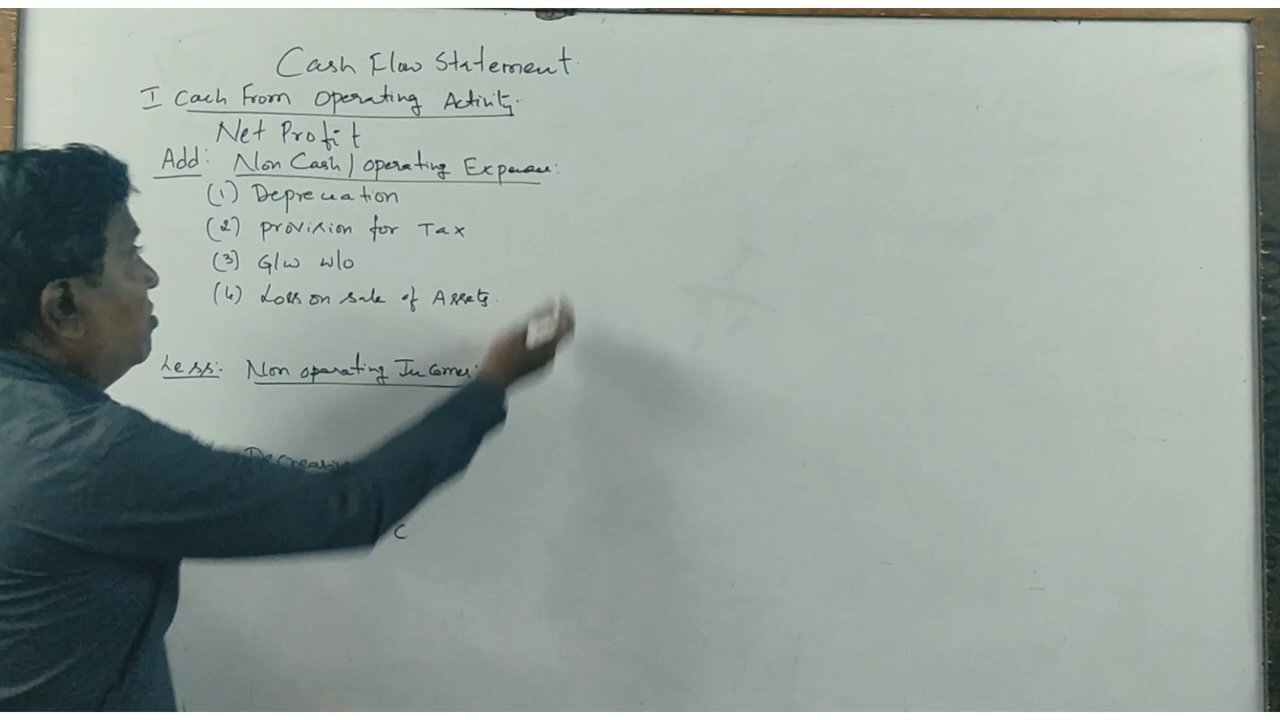 Cash Flow Statement
I Cash From Operating Activity.
Net Profit
Add: Non Cash / operating Expenses:
(1) Depreciation
(2) provision for Tax
(3) G/w w/o
(4) Loss on sale of Assets.
Less: Non operating Incomes:
Decreasing
C